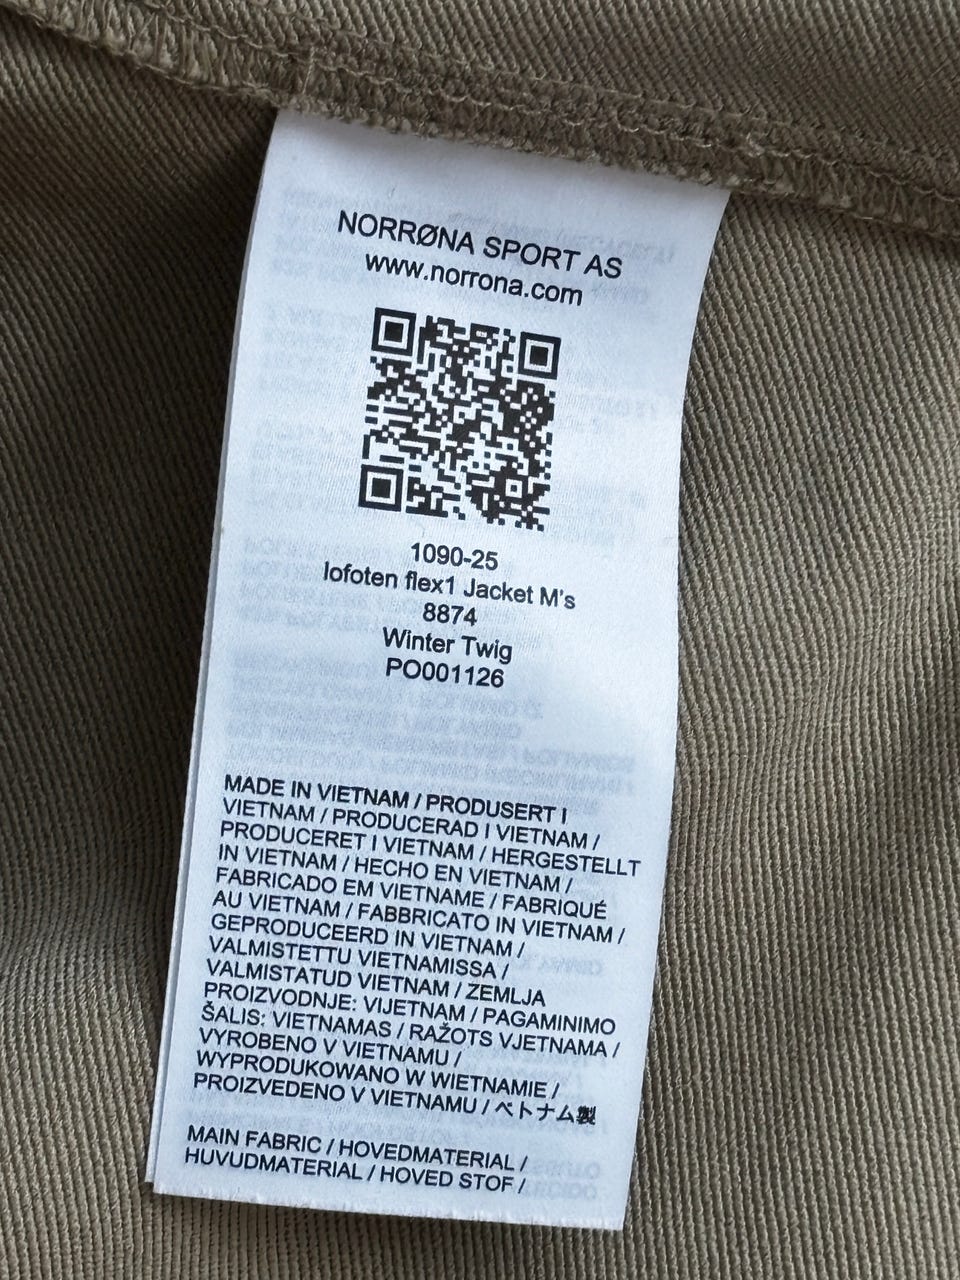 NORRØNA SPORT AS
www.norrona.com
1090-25
lofoten flex1 Jacket M's
8874
Winter Twig
PO001126
MADE IN VIETNAM / PRODUSERT I
VIETNAM / PRODUCERAD I VIETNAM /
PRODUCERET I VIETNAM / HERGESTELLT
IN VIETNAM / HECHO EN VIETNAM /
FABRICADO EM VIETNAME / FABRIQUÉ
AU VIETNAM / FABBRICATO IN VIETNAM /
GEPRODUCEERD IN VIETNAM /
VALMISTETTU VIETNAMISSA /
VALMISTATUD VIETNAM / ZEMLJA
PROIZVODNJE: VIJETNAM / PAGAMINIMO
ŠALIS: VIETNAMAS / RAŽOTS VJETNAMA /
VYROBENO V VIETNAMU /
WYPRODUKOWANO W WIETNAMIE /
PROIZVEDENO V VIETNAMU / ベトナム製
MAIN FABRIC / HOVEDMATERIAL /
HUVUDMATERIAL / HOVED STOF /